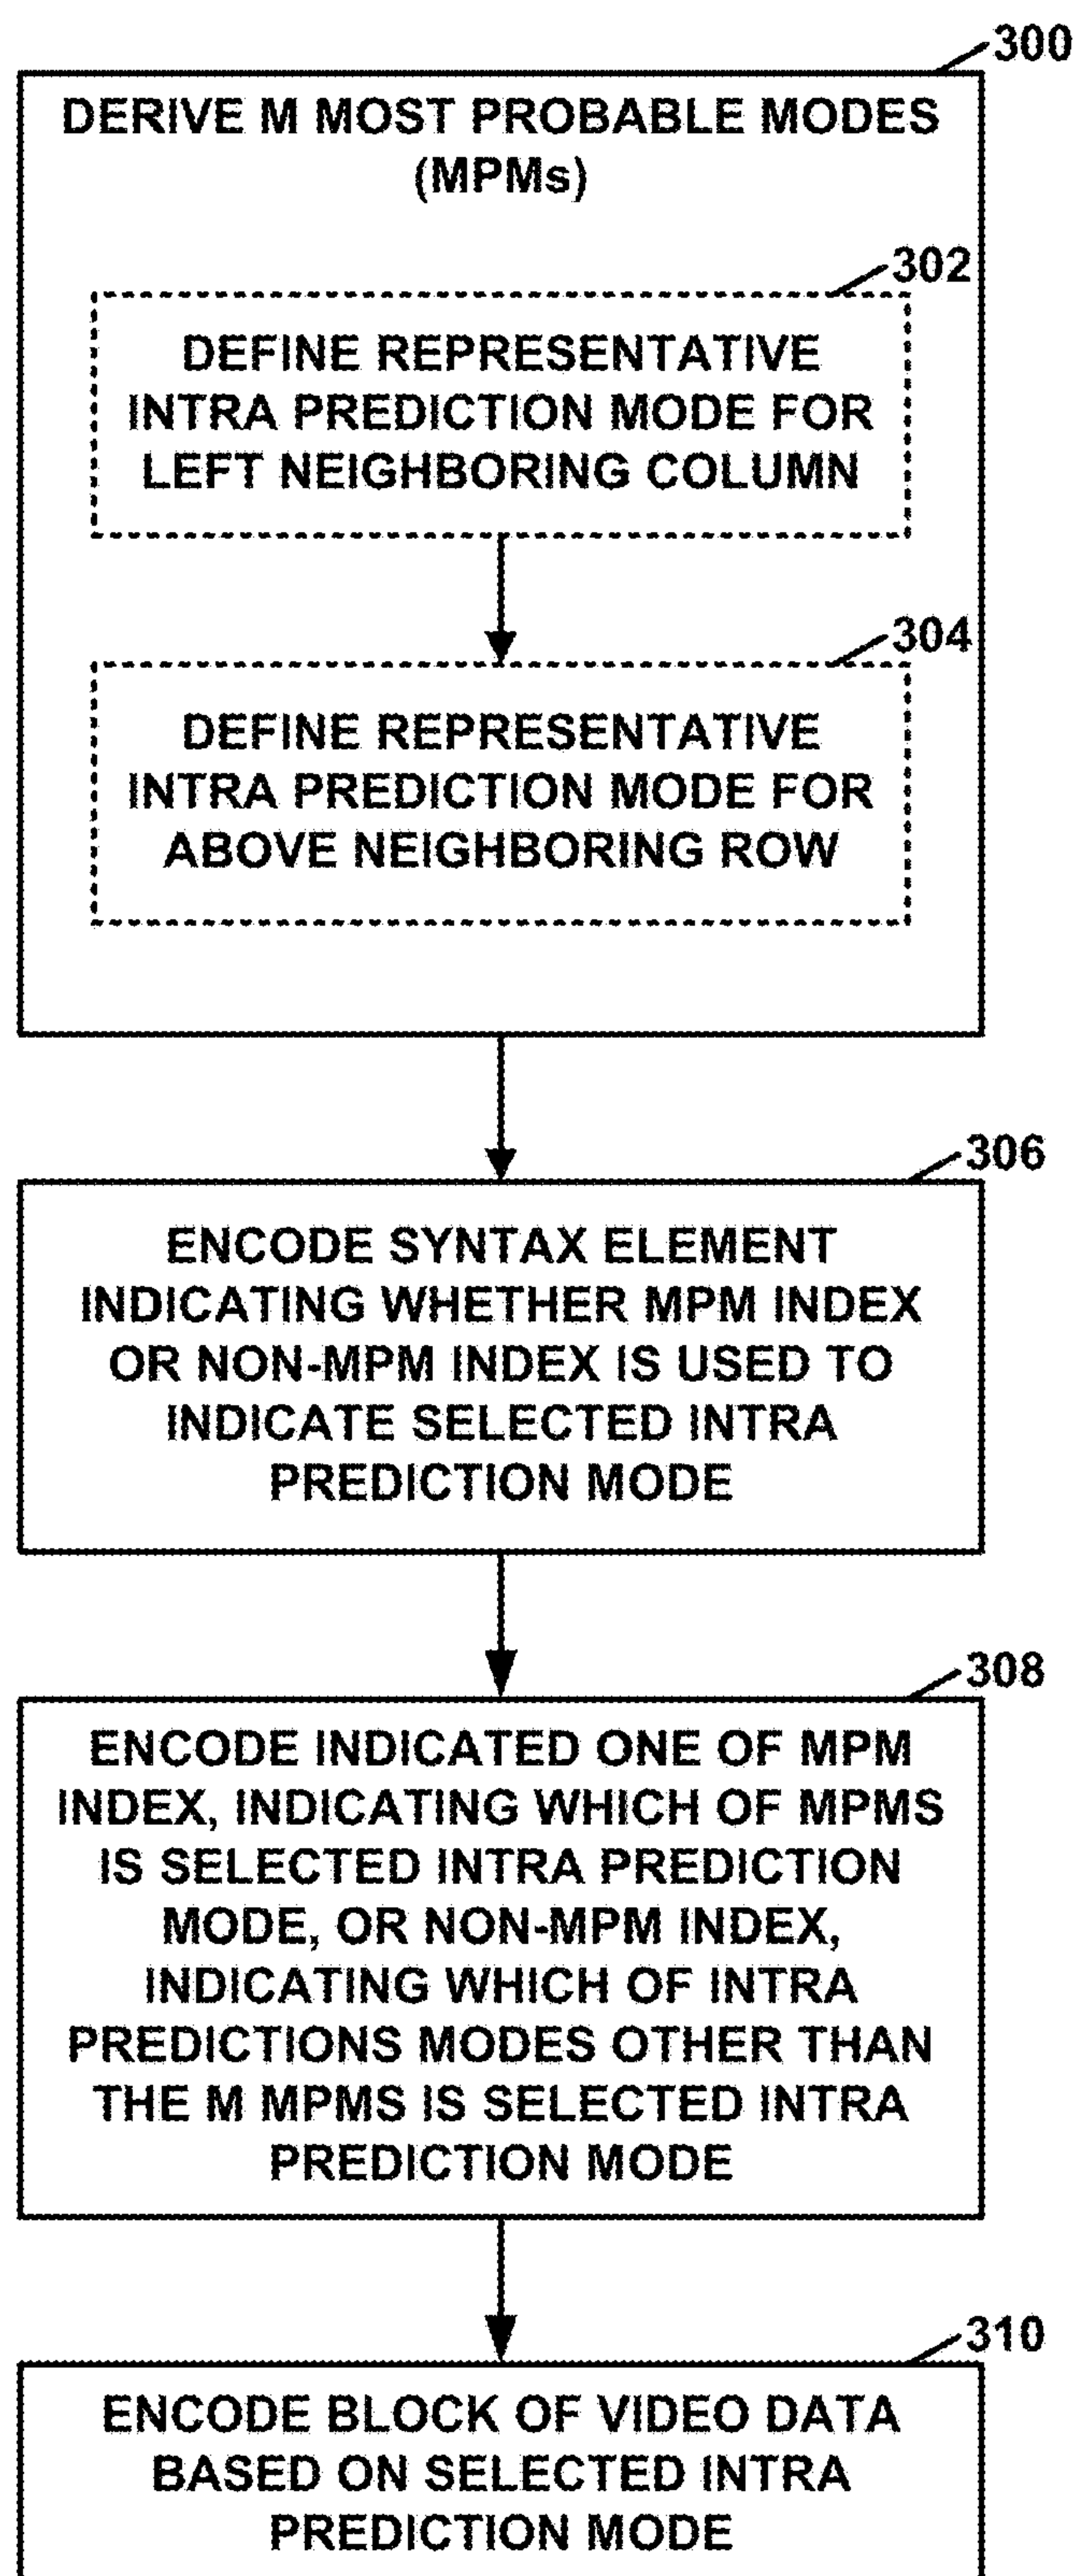 300
DERIVE M MOST PROBABLE MODES
(MPMs)
302
DEFINE REPRESENTATIVE
INTRA PREDICTION MODE FOR
LEFT NEIGHBORING COLUMN
304
DEFINE REPRESENTATIVE
INTRA PREDICTION MODE FOR
ABOVE NEIGHBORING ROW
306
ENCODE SYNTAX ELEMENT
INDICATING WHETHER MPM INDEX
OR NON-MPM INDEX IS USED TO
INDICATE SELECTED INTRA
PREDICTION MODE
308
ENCODE INDICATED ONE OF MPM
INDEX, INDICATING WHICH OF MPMS
IS SELECTED INTRA PREDICTION
MODE, OR NON-MPM INDEX,
INDICATING WHICH OF INTRA
PREDICTIONS MODES OTHER THAN
THE M MPMS IS SELECTED INTRA
PREDICTION MODE
310
ENCODE BLOCK OF VIDEO DATA
BASED ON SELECTED INTRA
PREDICTION MODE